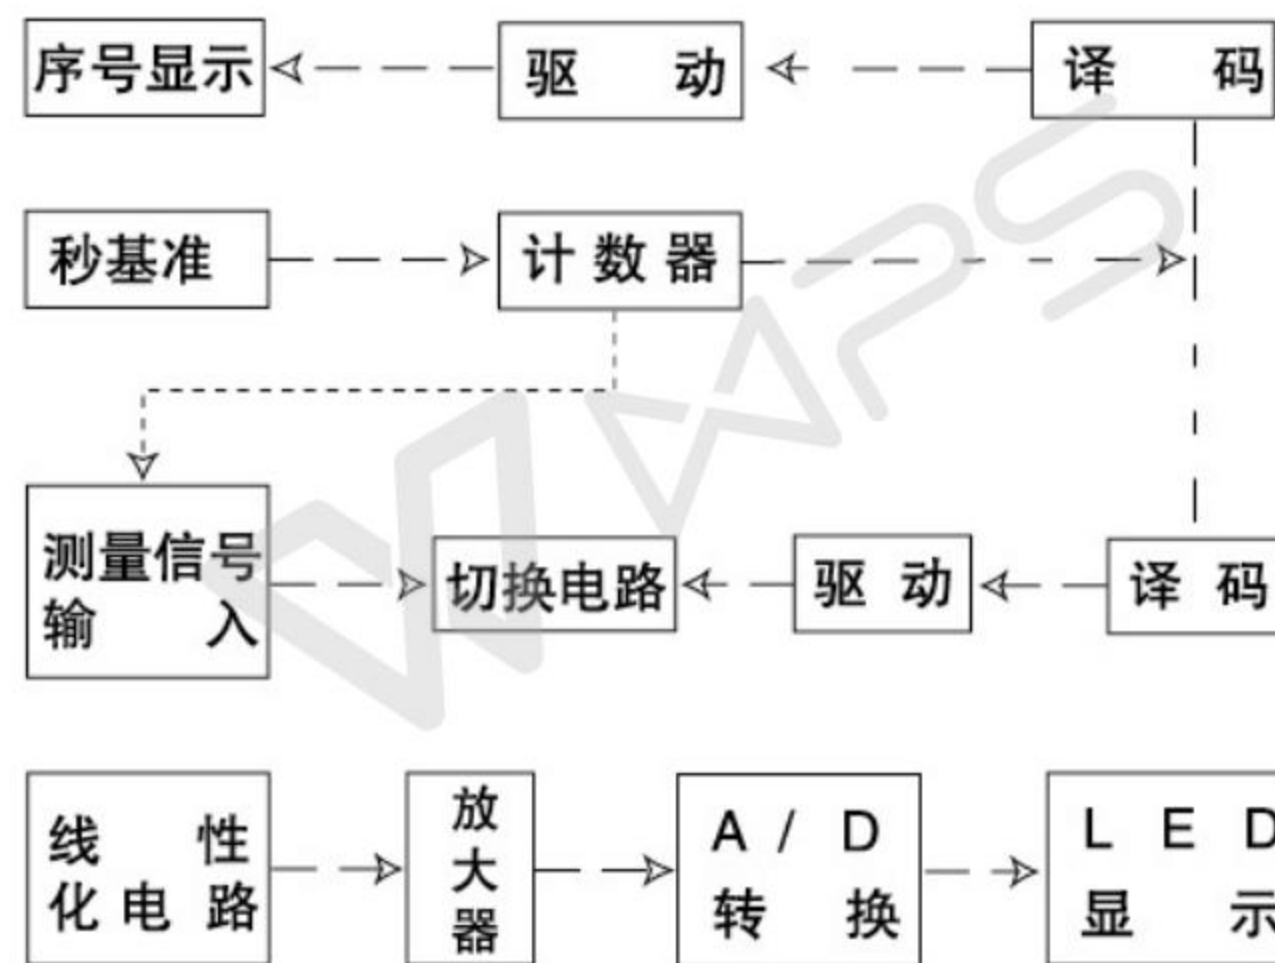 序号显示
驱 动
译 码
秒基准
计数器
测量信号
输 入
切换电路
驱 动
译 码
线 性
化电路
放
大
器
A / D
转 换
L E D
显 示
WAPS